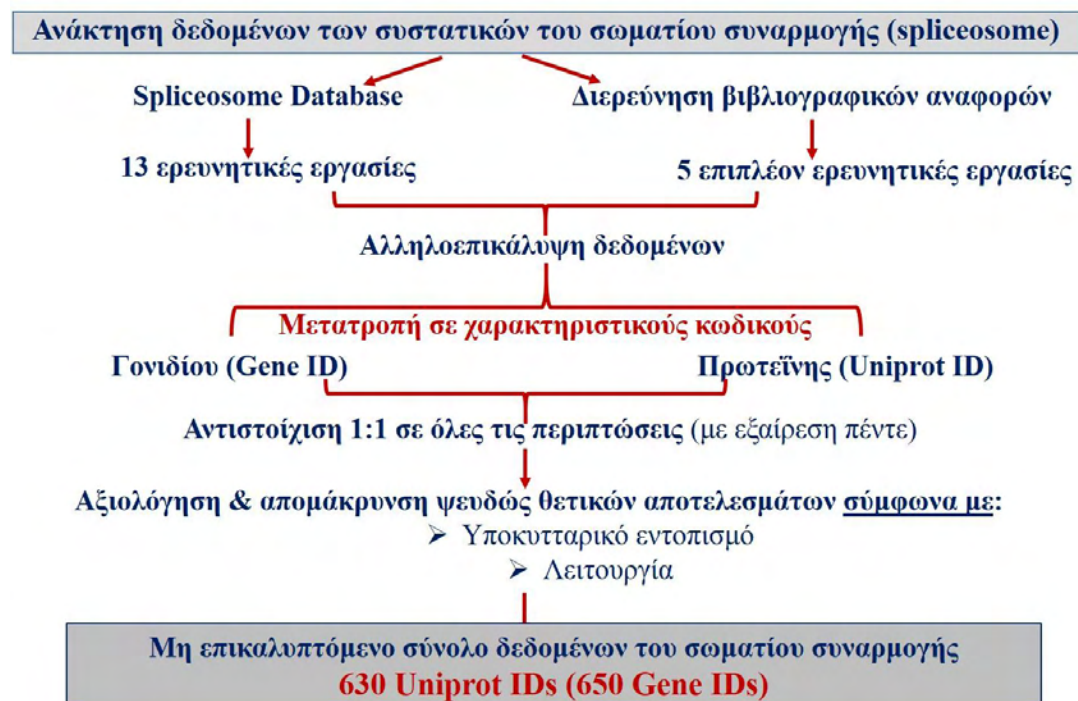 Ανάκτηση δεδομένων των συστατικών του σωματίου συναρμογής (spliceosome)
Spliceosome Database
Διερεύνηση βιβλιογραφικών αναφορών
13 ερευνητικές εργασίες
5 επιπλέον ερευνητικές εργασίες
Αλληλοεπικάλυψη δεδομένων
Μετατροπή σε χαρακτηριστικούς κωδικούς
Γονιδίου (Gene ID)
Πρωτεΐνης (Uniprot ID)
Αντιστοίχιση 1:1 σε όλες τις περιπτώσεις (με εξαίρεση πέντε)
Αξιολόγηση & απομάκρυνση ψευδώς θετικών αποτελεσμάτων σύμφωνα με:
➢ Υποκυτταρικό εντοπισμό
➢ Λειτουργία
Μη επικαλυπτόμενο σύνολο δεδομένων του σωματίου συναρμογής
630 Uniprot IDs (650 Gene IDs)